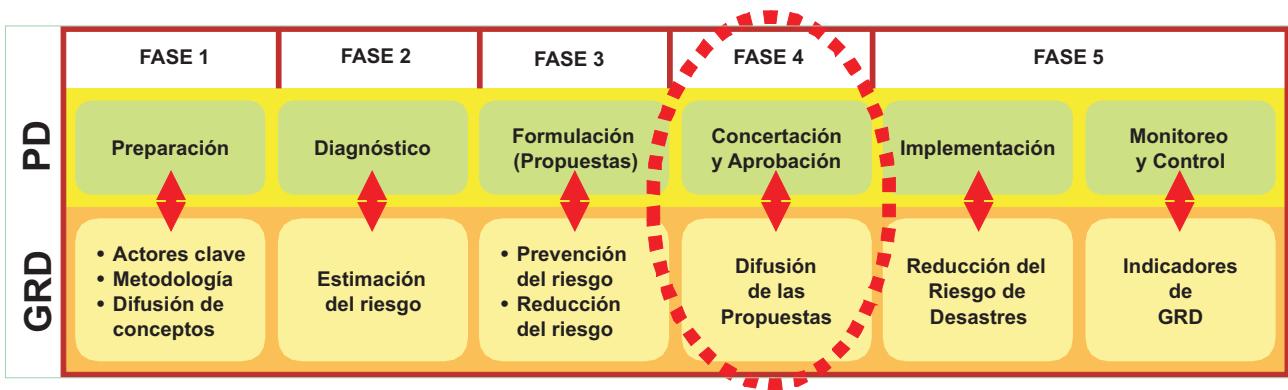 FASE 1
FASE 2
FASE 3
FASE 4
FASE 5
PD
Preparación
Diagnóstico
Formulación
(Propuestas)
Concertación
y Aprobación
Implementación
Monitoreo
y Control
GRD
• Actores clave
• Metodología
• Difusión de
conceptos
Estimación
del riesgo
• Prevención
del riesgo
• Reducción
del riesgo
Difusión
de las
Propuestas
Reducción del
Riesgo de
Desastres
Indicadores
de
GRD